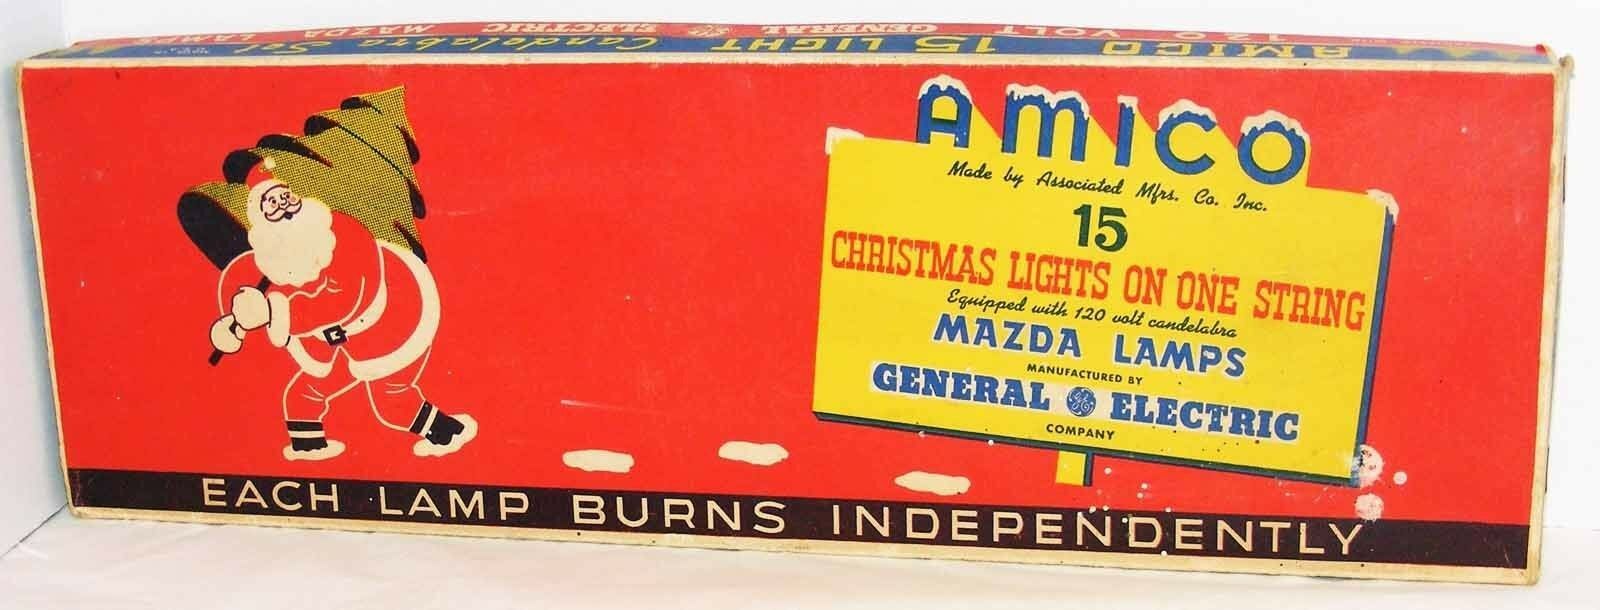 120 VOLT GENERAL GE ELECTRIC MAZDA LAMPS
AMICO 15 LIGHT Candelabra Set
AMICO
Made by Associated Mfrs. Co. Inc.
15
CHRISTMAS LIGHTS ON ONE STRING
Equipped with 120 volt candelabra
MAZDA LAMPS
MANUFACTURED BY
GENERAL GE ELECTRIC
COMPANY
EACH LAMP BURNS INDEPENDENTLY